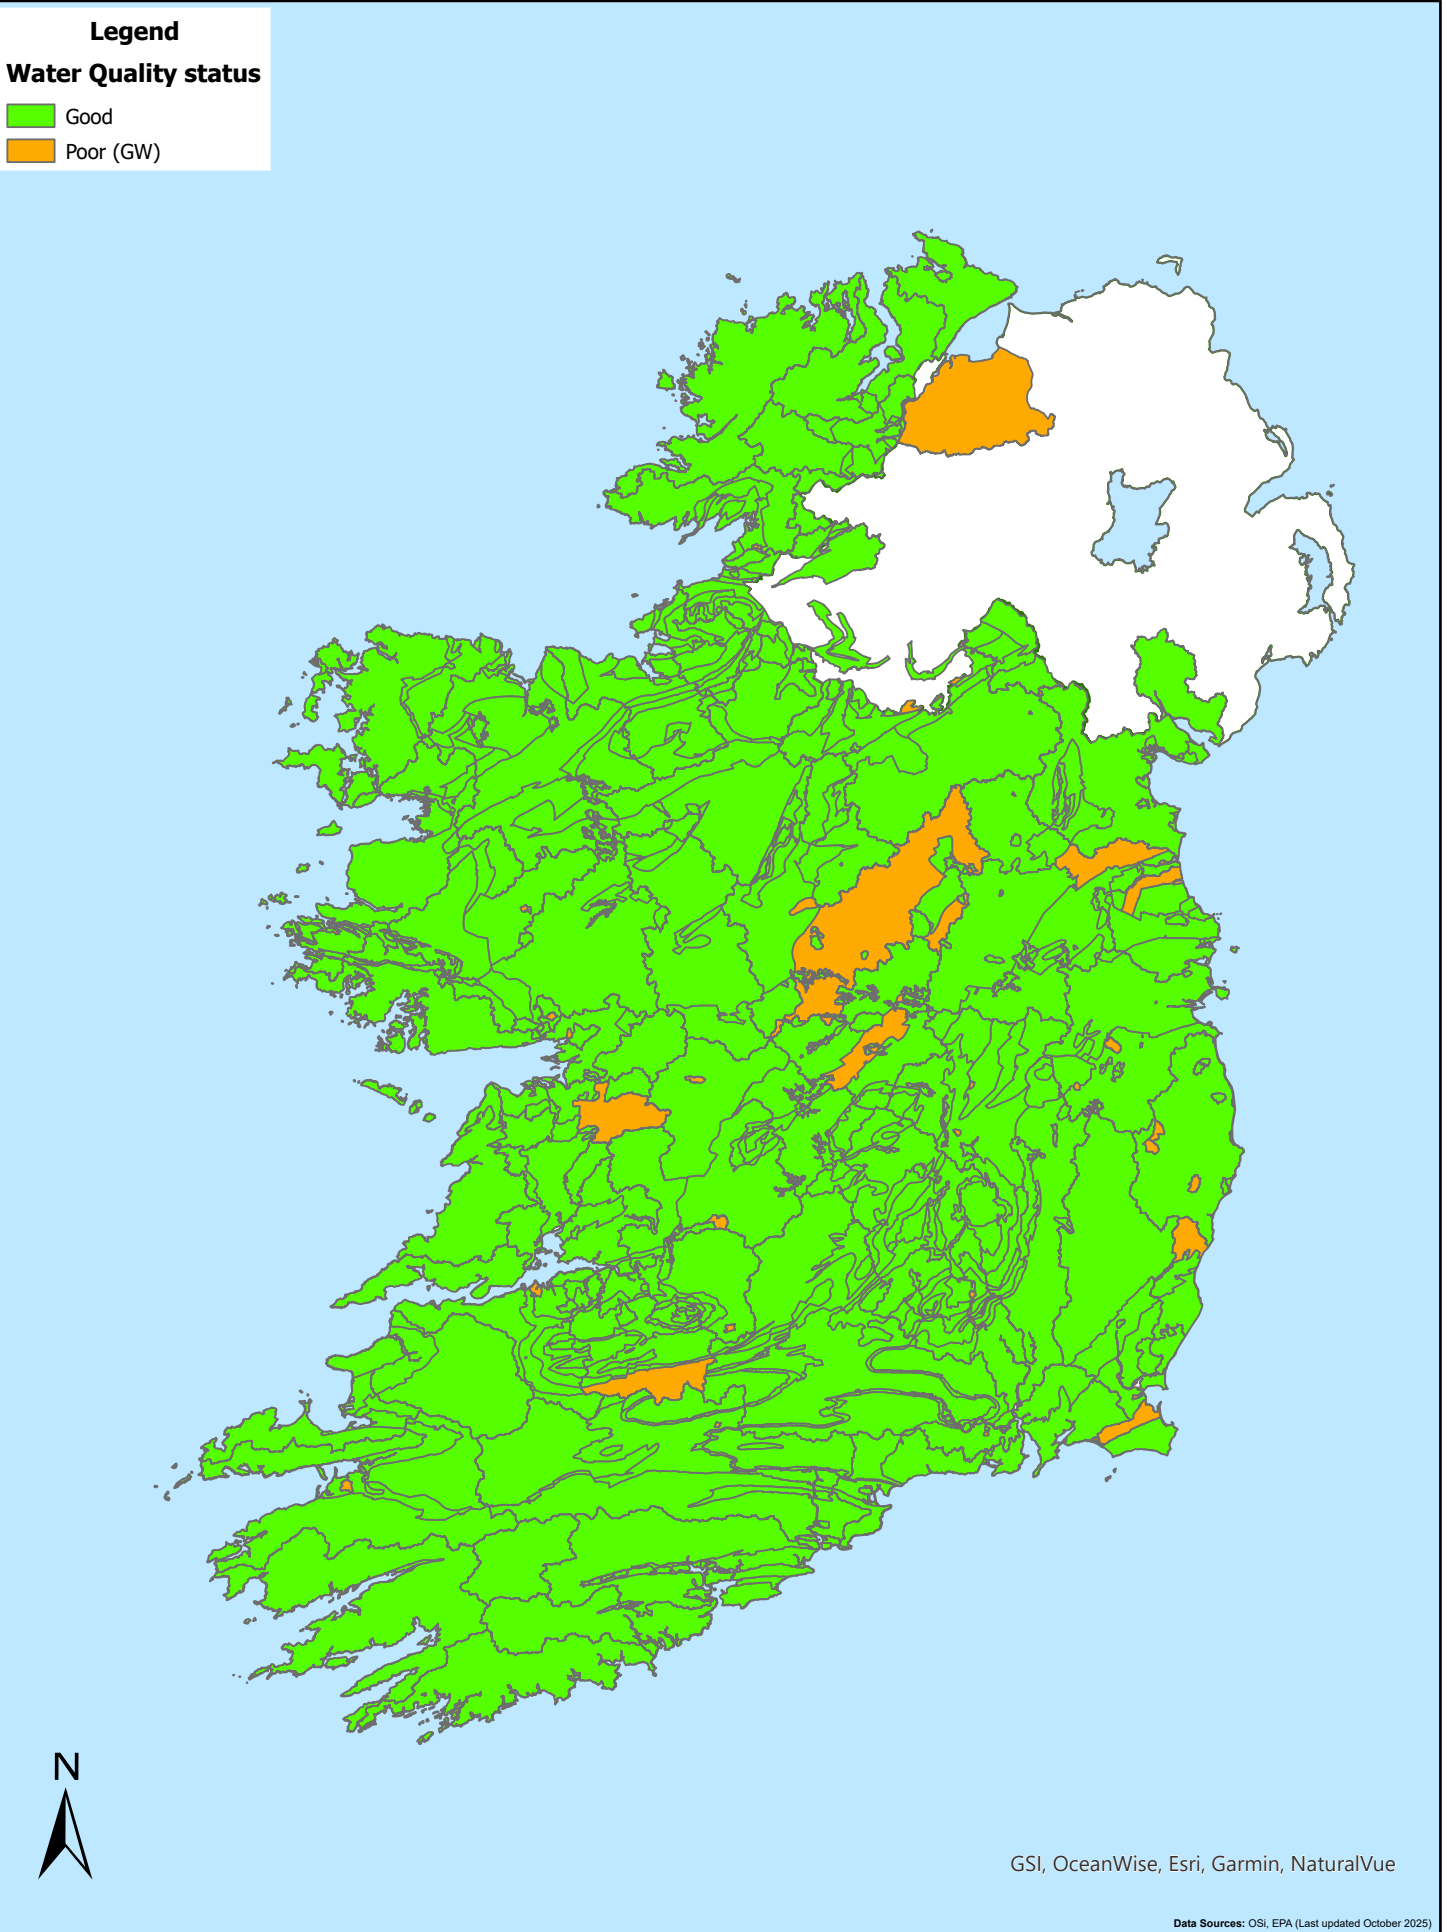 Legend
Water Quality status
Good
Poor (GW)
N
GSI, OceanWise, Esri, Garmin, NaturalVue
Data Sources: OSi, EPA (Last updated October 2025)